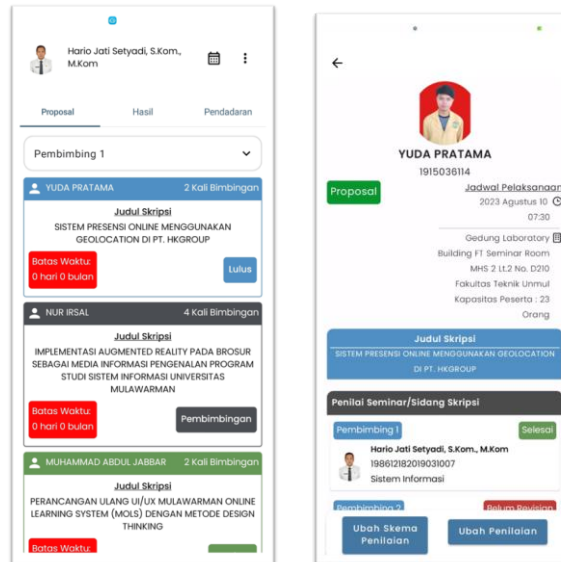 Hario Jati Setyadi, S.Kom.,
M.Kom
Proposal
Hasil
Pendadaran
Pembimbing 1
YUDA PRATAMA
2 Kali Bimbingan
Judul Skripsi
SISTEM PRESENSI ONLINE MENGGUNAKAN
GEOLOCATION DI PT. HKGROUP
Batas Waktu:
0 hari 0 bulan
Lulus
NUR IRSAL
4 Kali Bimbingan
Judul Skripsi
IMPLEMENTASI AUGMENTED REALITY PADA BROSUR
SEBAGAI MEDIA INFORMASI PENGENALAN PROGRAM
STUDI SISTEM INFORMASI UNIVERSITAS
MULAWARMAN
Batas Waktu:
0 hari 0 bulan
Pembimbingan
MUHAMMAD ABDUL JABBAR
2 Kali Bimbingan
Judul Skripsi
PERANCANGAN ULANG UI/UX MULAWARMAN ONLINE
LEARNING SYSTEM (MOLS) DENGAN METODE DESIGN
THINKING
Batas Waktu:
YUDA PRATAMA
1915036114
Proposal
Jadwal Pelaksanaan
2023 Agustus 10
07:30
Gedung Laboratory
Building FT Seminar Room
MHS 2 Lt.2 No. D210
Fakultas Teknik Unmul
Kapasitas Peserta : 23
Orang
Judul Skripsi
SISTEM PRESENSI ONLINE MENGGUNAKAN GEOLOCATION
DI PT. HKGROUP
Penilai Seminar/Sidang Skripsi
Pembimbing 1
Selesai
Hario Jati Setyadi, S.Kom., M.Kom
198612182019031007
Sistem Informasi
Pembimbing 2
Belum Revisian
Ubah Skema
Penilaian
Ubah Penilaian